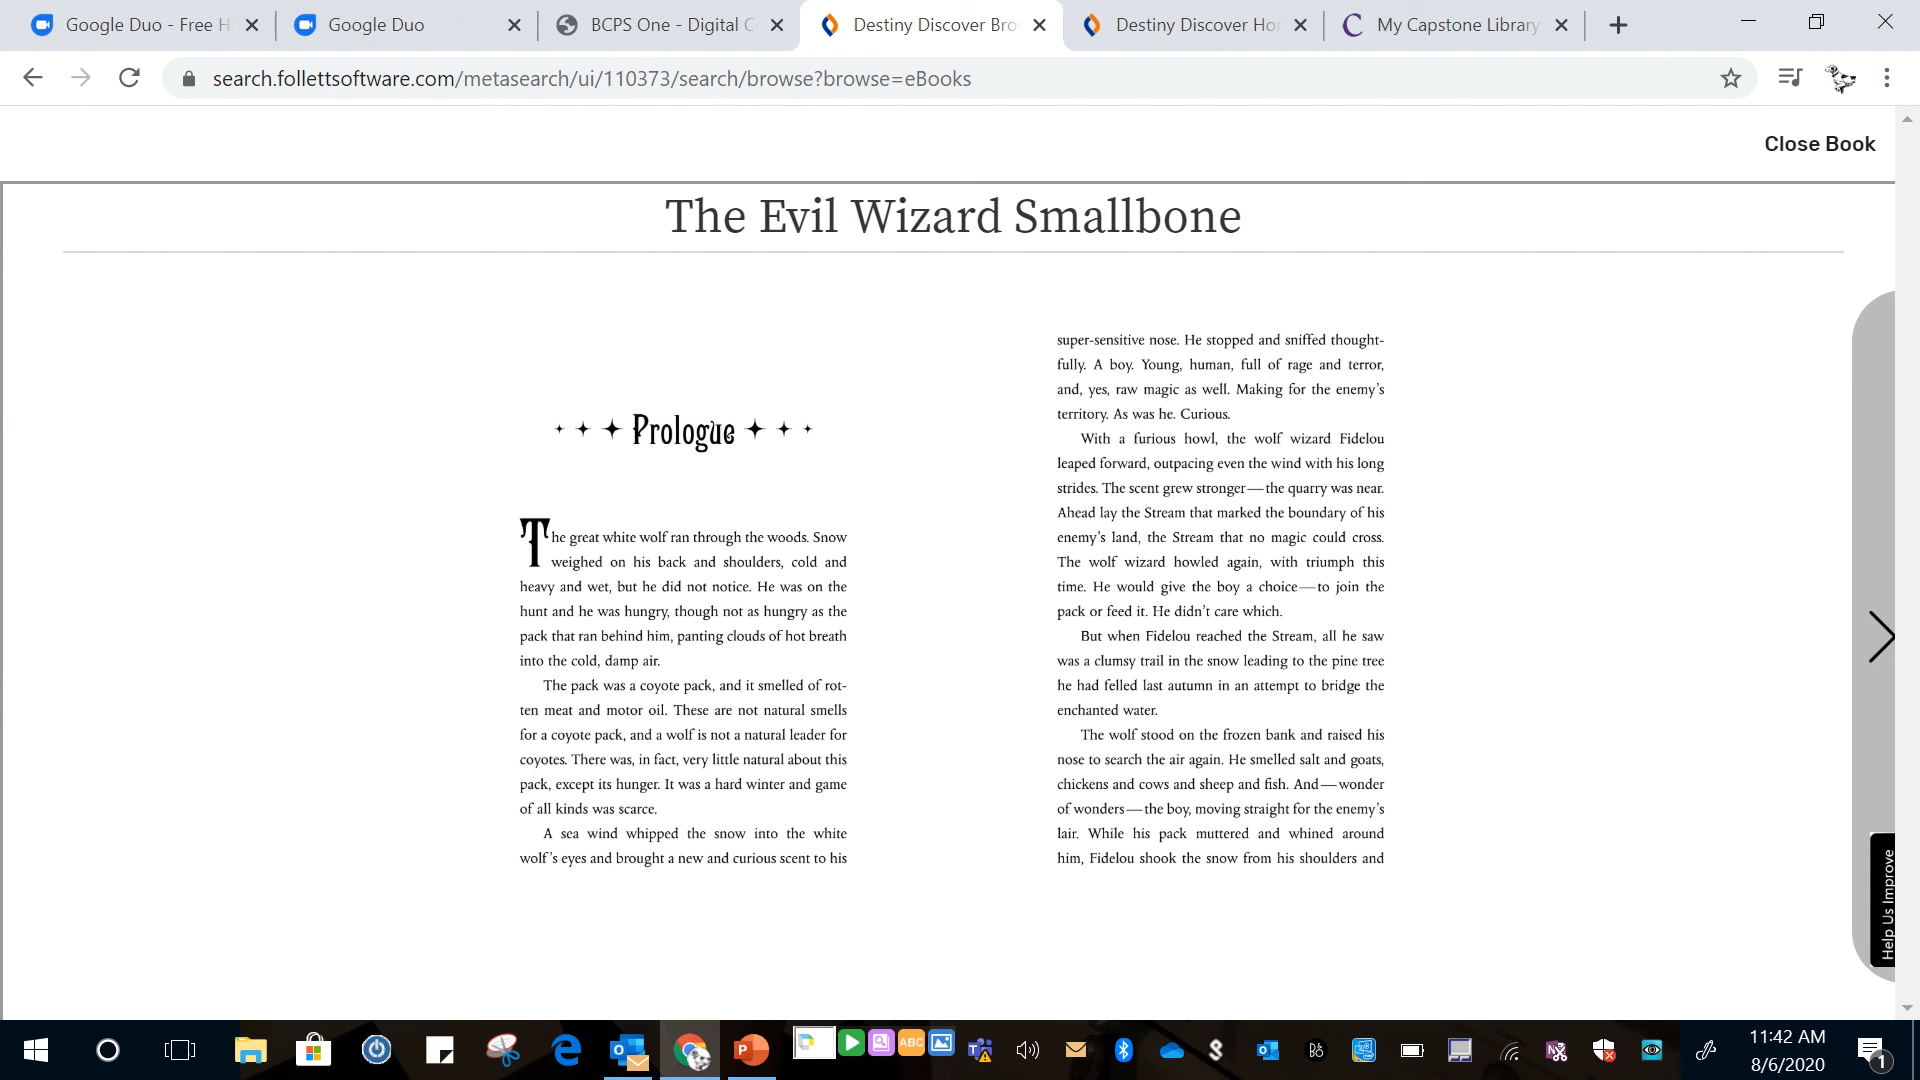 Google Duo - Free H
Google Duo
BCPS One - Digital C
Destiny Discover Bro
Destiny Discover Ho
My Capstone Library
search.follettsoftware.com/metasearch/ui/110373/search/browse?browse=eBooks
Close Book
The Evil Wizard Smallbone
Prologue
The great white wolf ran through the woods. Snow
weighed on his back and shoulders, cold and
heavy and wet, but he did not notice. He was on the
hunt and he was hungry, though not as hungry as the
pack that ran behind him, panting clouds of hot breath
into the cold, damp air.
The pack was a coyote pack, and it smelled of rot-
ten meat and motor oil. These are not natural smells
for a coyote pack, and a wolf is not a natural leader for
coyotes. There was, in fact, very little natural about this
pack, except its hunger. It was a hard winter and game
of all kinds was scarce.
A sea wind whipped the snow into the white
wolf's eyes and brought a new and curious scent to his
super-sensitive nose. He stopped and sniffed thought-
fully. A boy. Young, human, full of rage and terror,
and, yes, raw magic as well. Making for the enemy's
territory. As was he. Curious.
With a furious howl, the wolf wizard Fidelou
leaped forward, outpacing even the wind with his long
strides. The scent grew stronger—the quarry was near.
Ahead lay the Stream that marked the boundary of his
enemy's land, the Stream that no magic could cross.
The wolf wizard howled again, with triumph this
time. He would give the boy a choice—to join the
pack or feed it. He didn't care which.
But when Fidelou reached the Stream, all he saw
was a clumsy trail in the snow leading to the pine tree
he had felled last autumn in an attempt to bridge the
enchanted water.
The wolf stood on the frozen bank and raised his
nose to search the air again. He smelled salt and goats,
chickens and cows and sheep and fish. And—wonder
of wonders—the boy, moving straight for the enemy's
lair. While his pack muttered and whined around
him, Fidelou shook the snow from his shoulders and
Help Us Improve
ABC
11:42 AM
8/6/2020
1